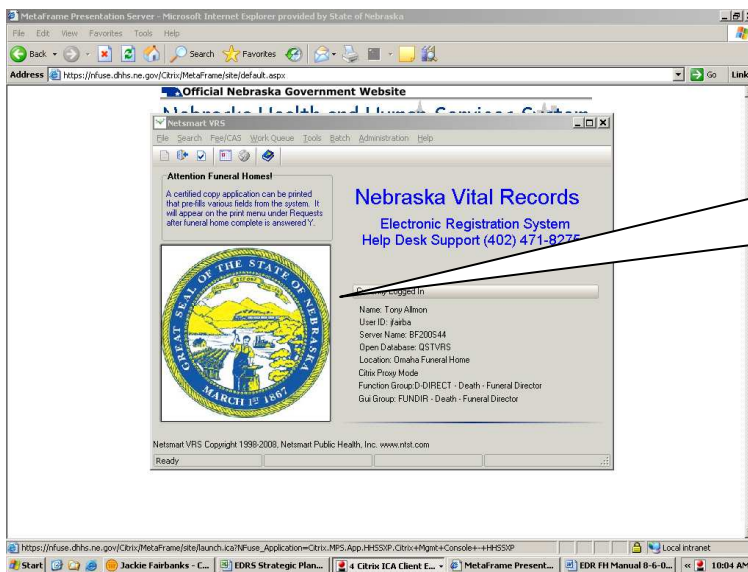 MetaFrame Presentation Server - Microsoft Internet Explorer provided by State of Nebraska
File Edit View Favorites Tools Help
Back Search Favorites
Address https://nfuse.dhhs.ne.gov/Citrix/MetaFrame/site/default.aspx Go Link
Official Nebraska Government Website
Nebraska Health and Human Services System
Netsmart VRS
File Search Fee/CAS Work Queue Tools Batch Administration Help
Attention Funeral Homes!
A certified copy application can be printed
that pre-fills various fields from the system. It
will appear on the print menu under Requests
after funeral home complete is answered 'Y'.
Nebraska Vital Records
Electronic Registration System
Help Desk Support (402) 471-8275
GREAT SEAL OF THE STATE OF NEBRASKA
MARCH 1ST 1867
Currently Logged In
Name: Tony Allmon
User ID: jfairba
Server Name: BF200S44
Open Database: QSTVRS
Location: Omaha Funeral Home
Citrix Proxy Mode
Function Group:D-DIRECT - Death - Funeral Director
Gui Group: FUNDIR - Death - Funeral Director
Netsmart VRS Copyright 1998-2008, Netsmart Public Health, Inc. www.ntst.com
Ready
https://nfuse.dhhs.ne.gov/Citrix/MetaFrame/site/launch.ica?NFuse_Application=Citrix.MPS.App.HHSSXP.Citrix+Mgmt+Console+-+HHSSXP Local intranet
Start Jackie Fairbanks - C... EDRS Strategic Plan... 4 Citrix ICA Client E... MetaFrame Present... EDR FH Manual 8-6-0... 10:04 AM